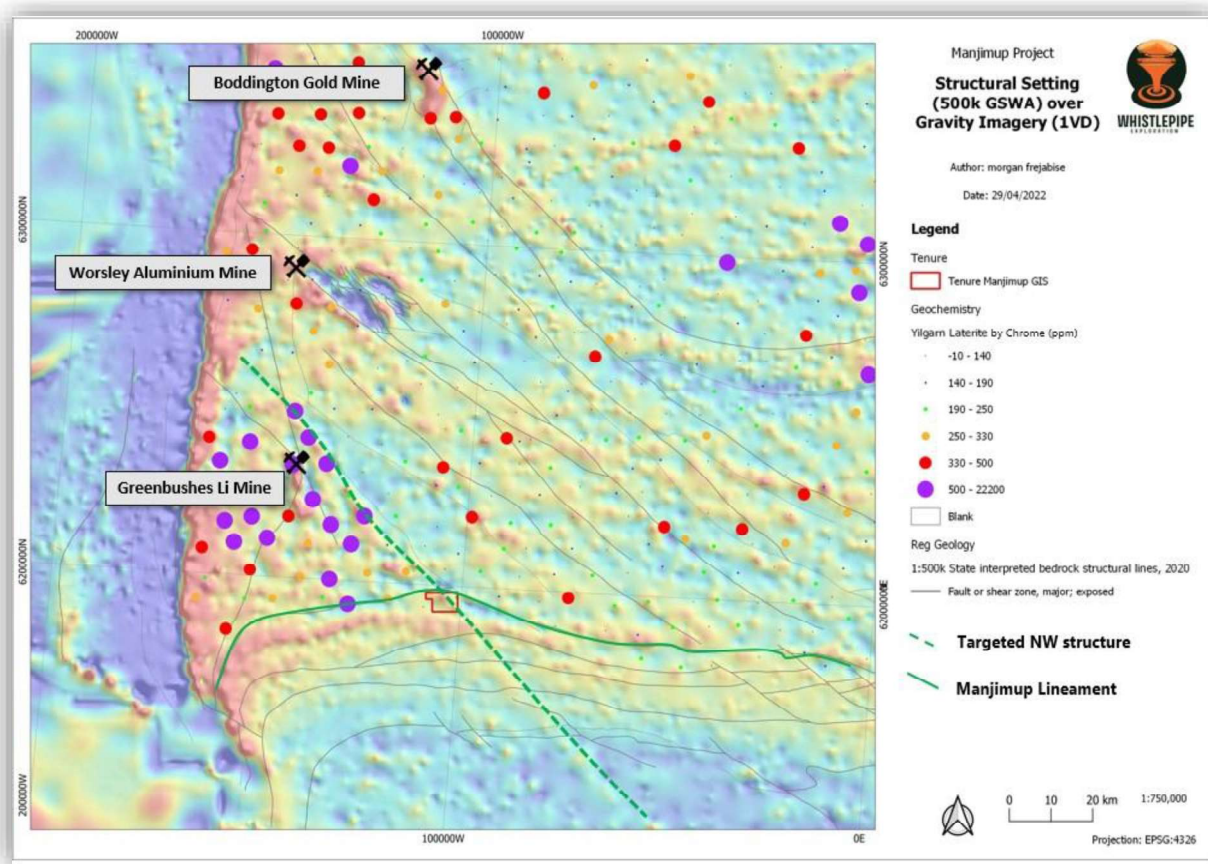 200000W
100000W
Boddington Gold Mine
6300000N
6300000N
Worsley Aluminium Mine
Greenbushes Li Mine
6200000N
6200000N
200000W
100000W
0E
Manjimup Project
Structural Setting
(500k GSWA) over
Gravity Imagery (1VD)
WHISTLEPIPE
EXPLORATION
Author: morgan frejabise
Date: 29/04/2022
Legend
Tenure
Tenure Manjimup GIS
Geochemistry
Yilgarn Laterite by Chrome (ppm)
-10 - 140
140 - 190
190 - 250
250 - 330
330 - 500
500 - 22200
Blank
Reg Geology
1:500k State interpreted bedrock structural lines, 2020
Fault or shear zone, major; exposed
Targeted NW structure
Manjimup Lineament
0 10 20 km
1:750,000
Projection: EPSG:4326